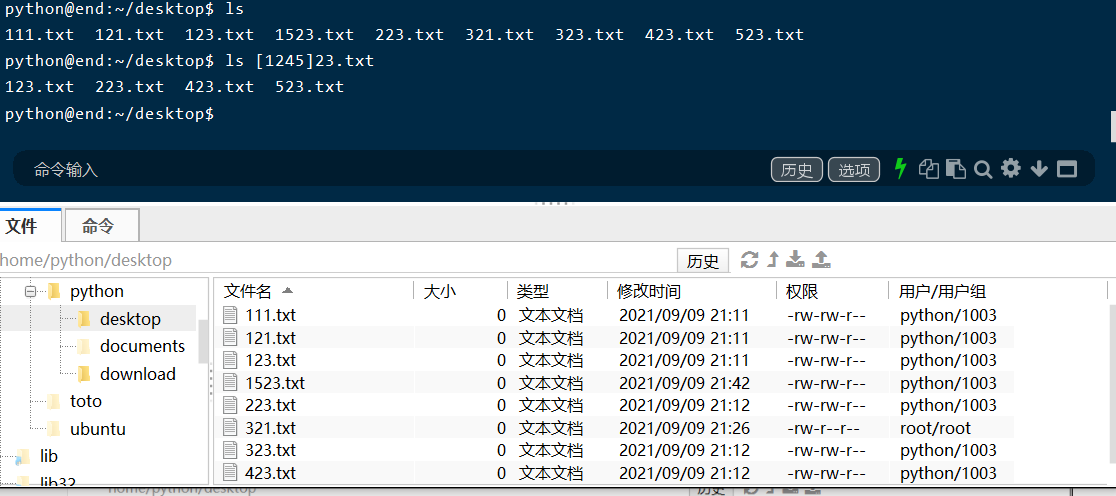 python@end:~/desktop$ ls
111.txt 121.txt 123.txt 1523.txt 223.txt 321.txt 323.txt 423.txt 523.txt
python@end:~/desktop$ ls [1245]23.txt
123.txt 223.txt 423.txt 523.txt
python@end:~/desktop$
命令输入 历史 选项
文件 命令
home/python/desktop 历史
python
desktop
documents
download
toto
ubuntu
lib
lib32
文件名 大小 类型 修改时间 权限 用户/用户组
111.txt 0 文本文档 2021/09/09 21:11 -rw-rw-r-- python/1003
121.txt 0 文本文档 2021/09/09 21:11 -rw-rw-r-- python/1003
123.txt 0 文本文档 2021/09/09 21:11 -rw-rw-r-- python/1003
1523.txt 0 文本文档 2021/09/09 21:42 -rw-rw-r-- python/1003
223.txt 0 文本文档 2021/09/09 21:12 -rw-rw-r-- python/1003
321.txt 0 文本文档 2021/09/09 21:26 -rw-r--r-- root/root
323.txt 0 文本文档 2021/09/09 21:12 -rw-rw-r-- python/1003
423.txt 0 文本文档 2021/09/09 21:12 -rw-rw-r-- python/1003
home/python/desktop 历史